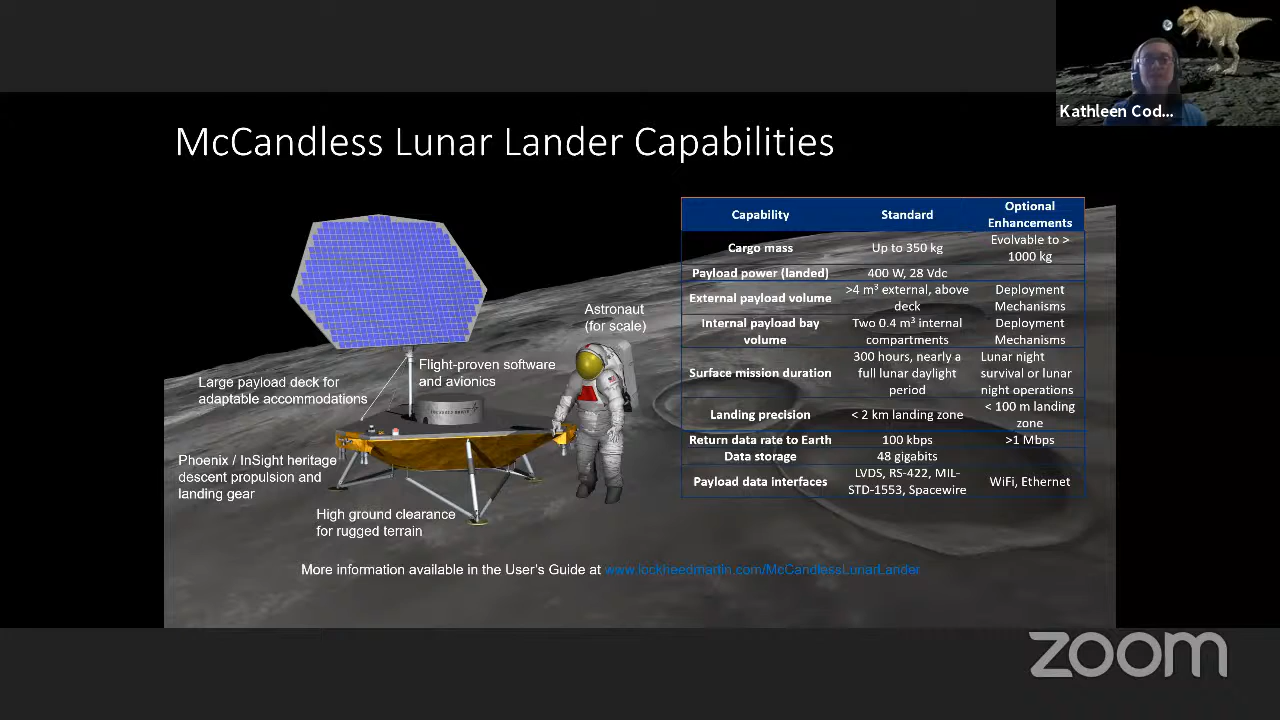 Kathleen Cod...
McCandless Lunar Lander Capabilities
Capability Standard Optional
Enhancements
Cargo mass Up to 350 kg Evolvable to >
1000 kg
Payload power (landed) 400 W, 28 Vdc
External payload volume >4 m³ external, above
deck Deployment
Mechanisms
Internal payload bay
volume Two 0.4 m³ internal
compartments Deployment
Mechanisms
Surface mission duration 300 hours, nearly a
full lunar daylight
period Lunar night
survival or lunar
night operations
Landing precision < 2 km landing zone < 100 m landing
zone
Return data rate to Earth 100 kbps >1 Mbps
Data storage 48 gigabits
Payload data interfaces LVDS, RS-422, MIL-
STD-1553, Spacewire WiFi, Ethernet
Astronaut
(for scale)
Flight-proven software
and avionics
Large payload deck for
adaptable accommodations
Phoenix / InSight heritage
descent propulsion and
landing gear
High ground clearance
for rugged terrain
More information available in the User's Guide at www.lockheedmartin.com/McCandlessLunarLander
zoom